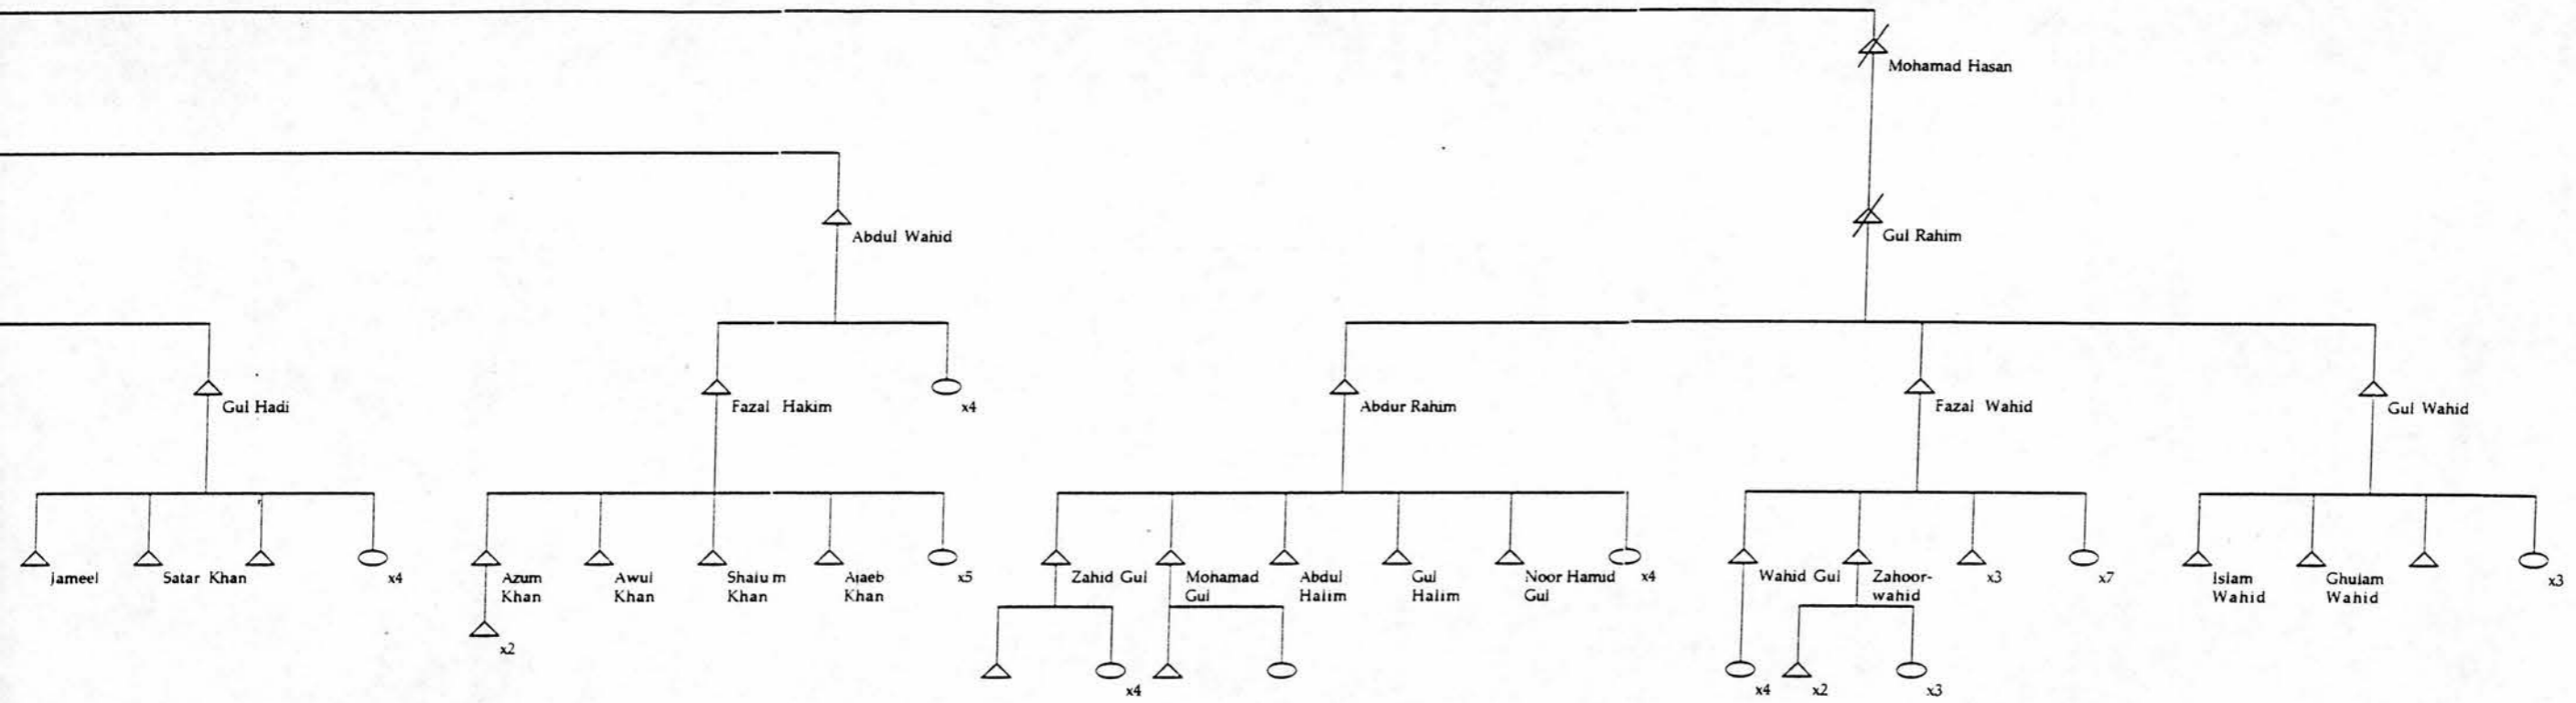 Mohamad Hasan
Abdul Wahid
Gul Rahim
Gul Hadi
Fazal Hakim
x4
Abdur Rahim
Fazal Wahid
Gul Wahid
Jameel
Satar Khan
x4
Azum
Khan
Awul
Khan
Shalum
Khan
Ajaeb
Khan
x5
Zahid Gul
Mohamad
Gul
Abdul
Halim
Gul
Halim
Noor Hamid
Gul
x4
Wahid Gul
Zahoor-
wahid
x3
x7
Islam
Wahid
Ghulam
Wahid
x3
x2
x4
x4
x2
x3